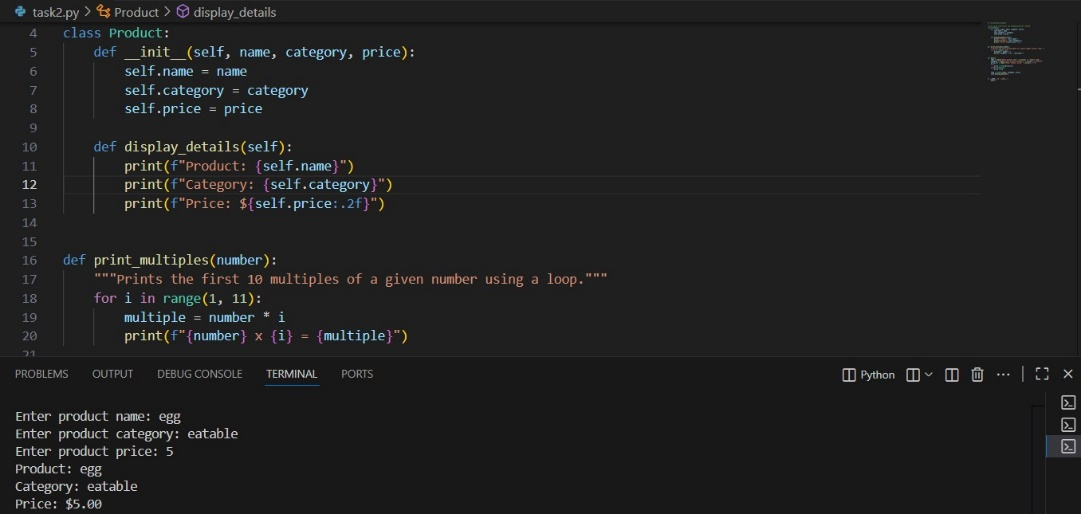 task2.py > Product > display_details
4 class Product:
5     def __init__(self, name, category, price):
6         self.name = name
7         self.category = category
8         self.price = price
9
10     def display_details(self):
11         print(f"Product: {self.name}")
12         print(f"Category: {self.category}")
13         print(f"Price: ${self.price:.2f}")
14
15
16 def print_multiples(number):
17     """Prints the first 10 multiples of a given number using a loop."""
18     for i in range(1, 11):
19         multiple = number * i
20         print(f"{number} x {i} = {multiple}")
21
PROBLEMS OUTPUT DEBUG CONSOLE TERMINAL PORTS Python
Enter product name: egg
Enter product category: eatable
Enter product price: 5
Product: egg
Category: eatable
Price: $5.00